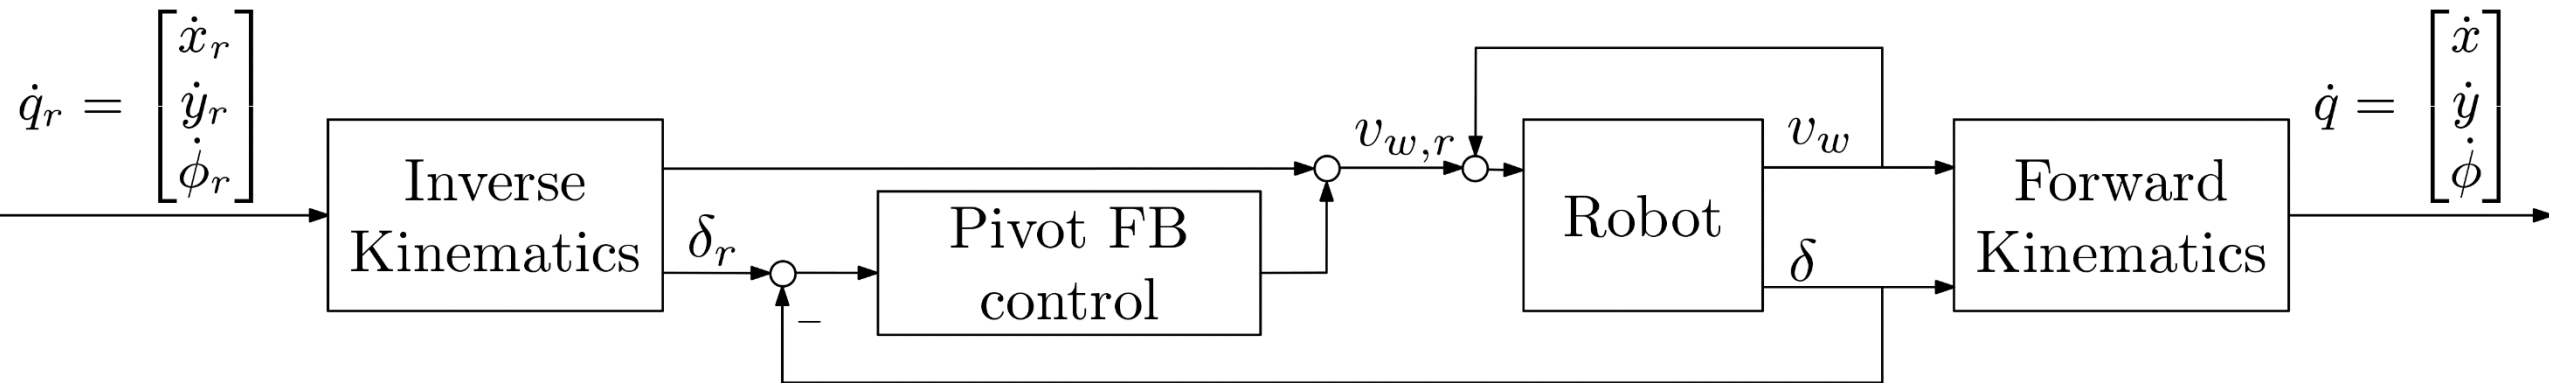 q̇_r = [ẋ_r ẏ_r φ̇_r]
Inverse
Kinematics
δ_r
−
Pivot FB
control
v_{w,r}
Robot
v_w
δ
Forward
Kinematics
q̇ = [ẋ ẏ φ̇]